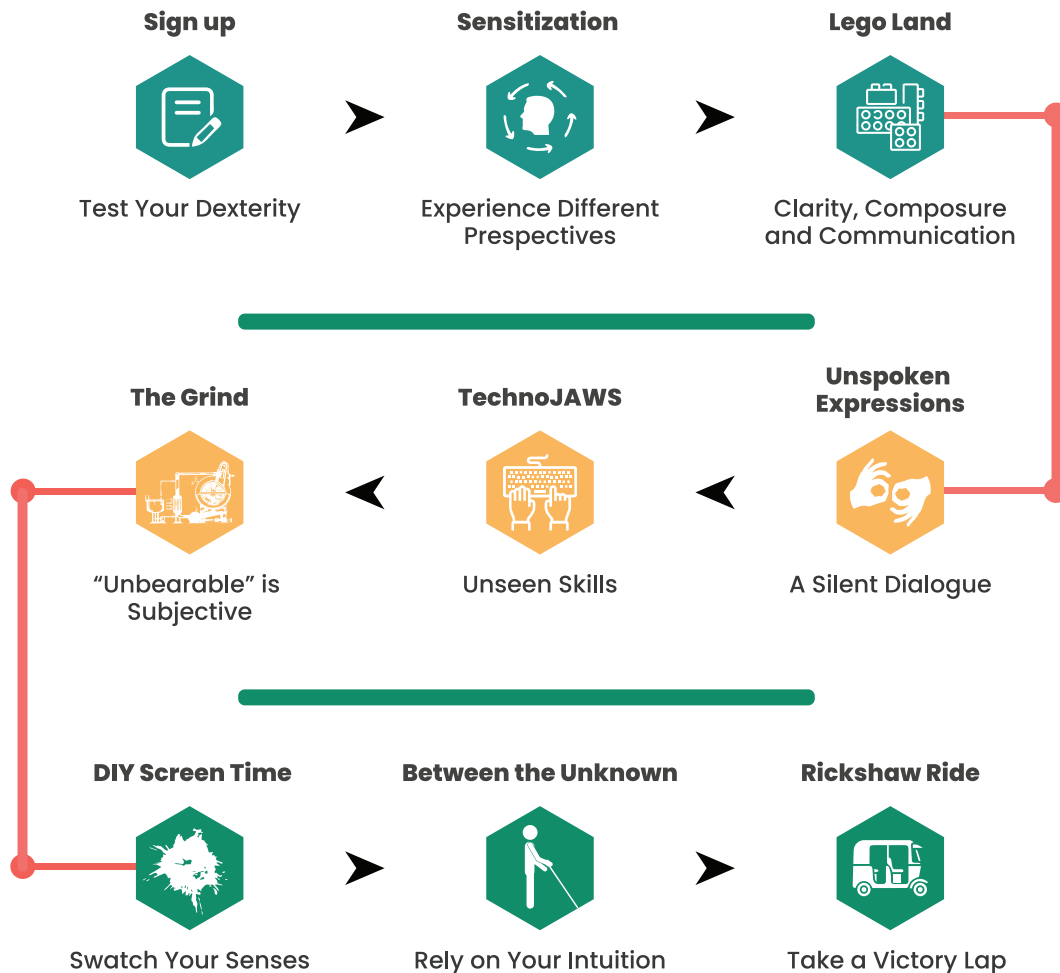 Sign up
Test Your Dexterity
Sensitization
Experience Different
Prespectives
Lego Land
Clarity, Composure
and Communication
Unspoken
Expressions
A Silent Dialogue
TechnoJAWS
Unseen Skills
The Grind
“Unbearable” is
Subjective
DIY Screen Time
Swatch Your Senses
Between the Unknown
Rely on Your Intuition
Rickshaw Ride
Take a Victory Lap